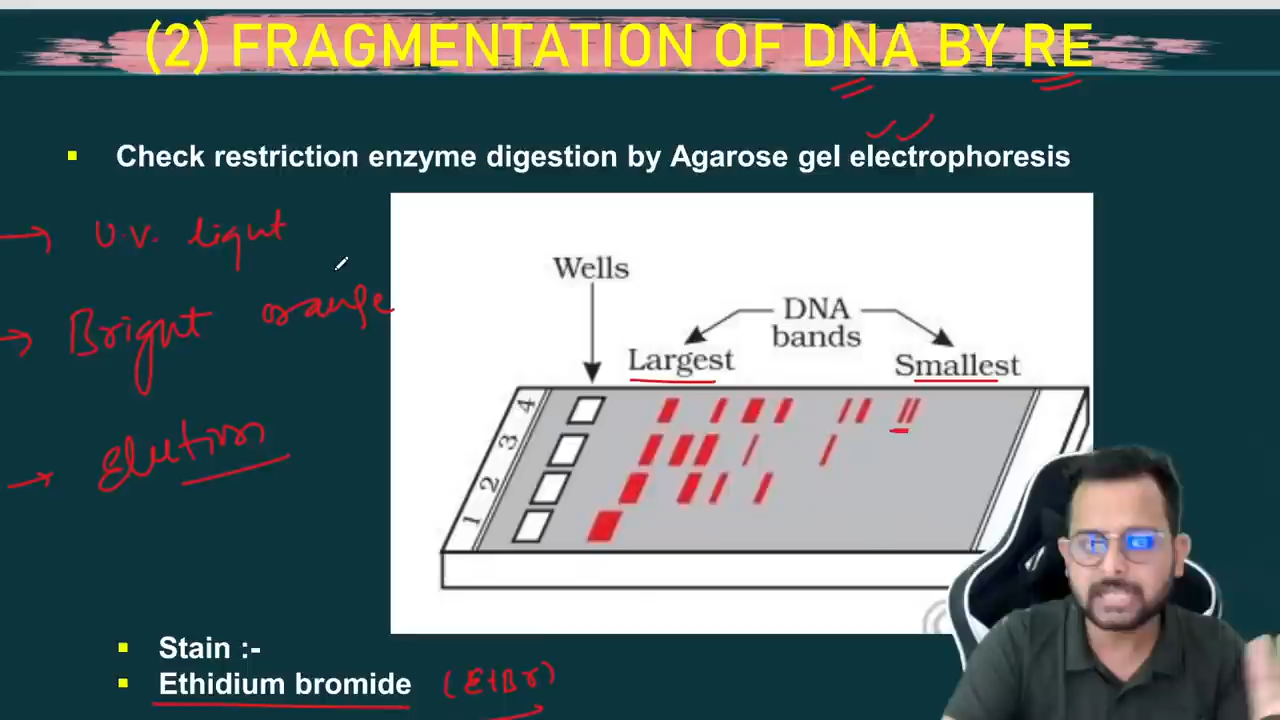 (2) FRAGMENTATION OF DNA BY RE
Check restriction enzyme digestion by Agarose gel electrophoresis
U.V. light
Bright orange
Elution
Wells
DNA
bands
Largest
Smallest
4
3
2
1
Stain :-
Ethidium bromide (EtBr)